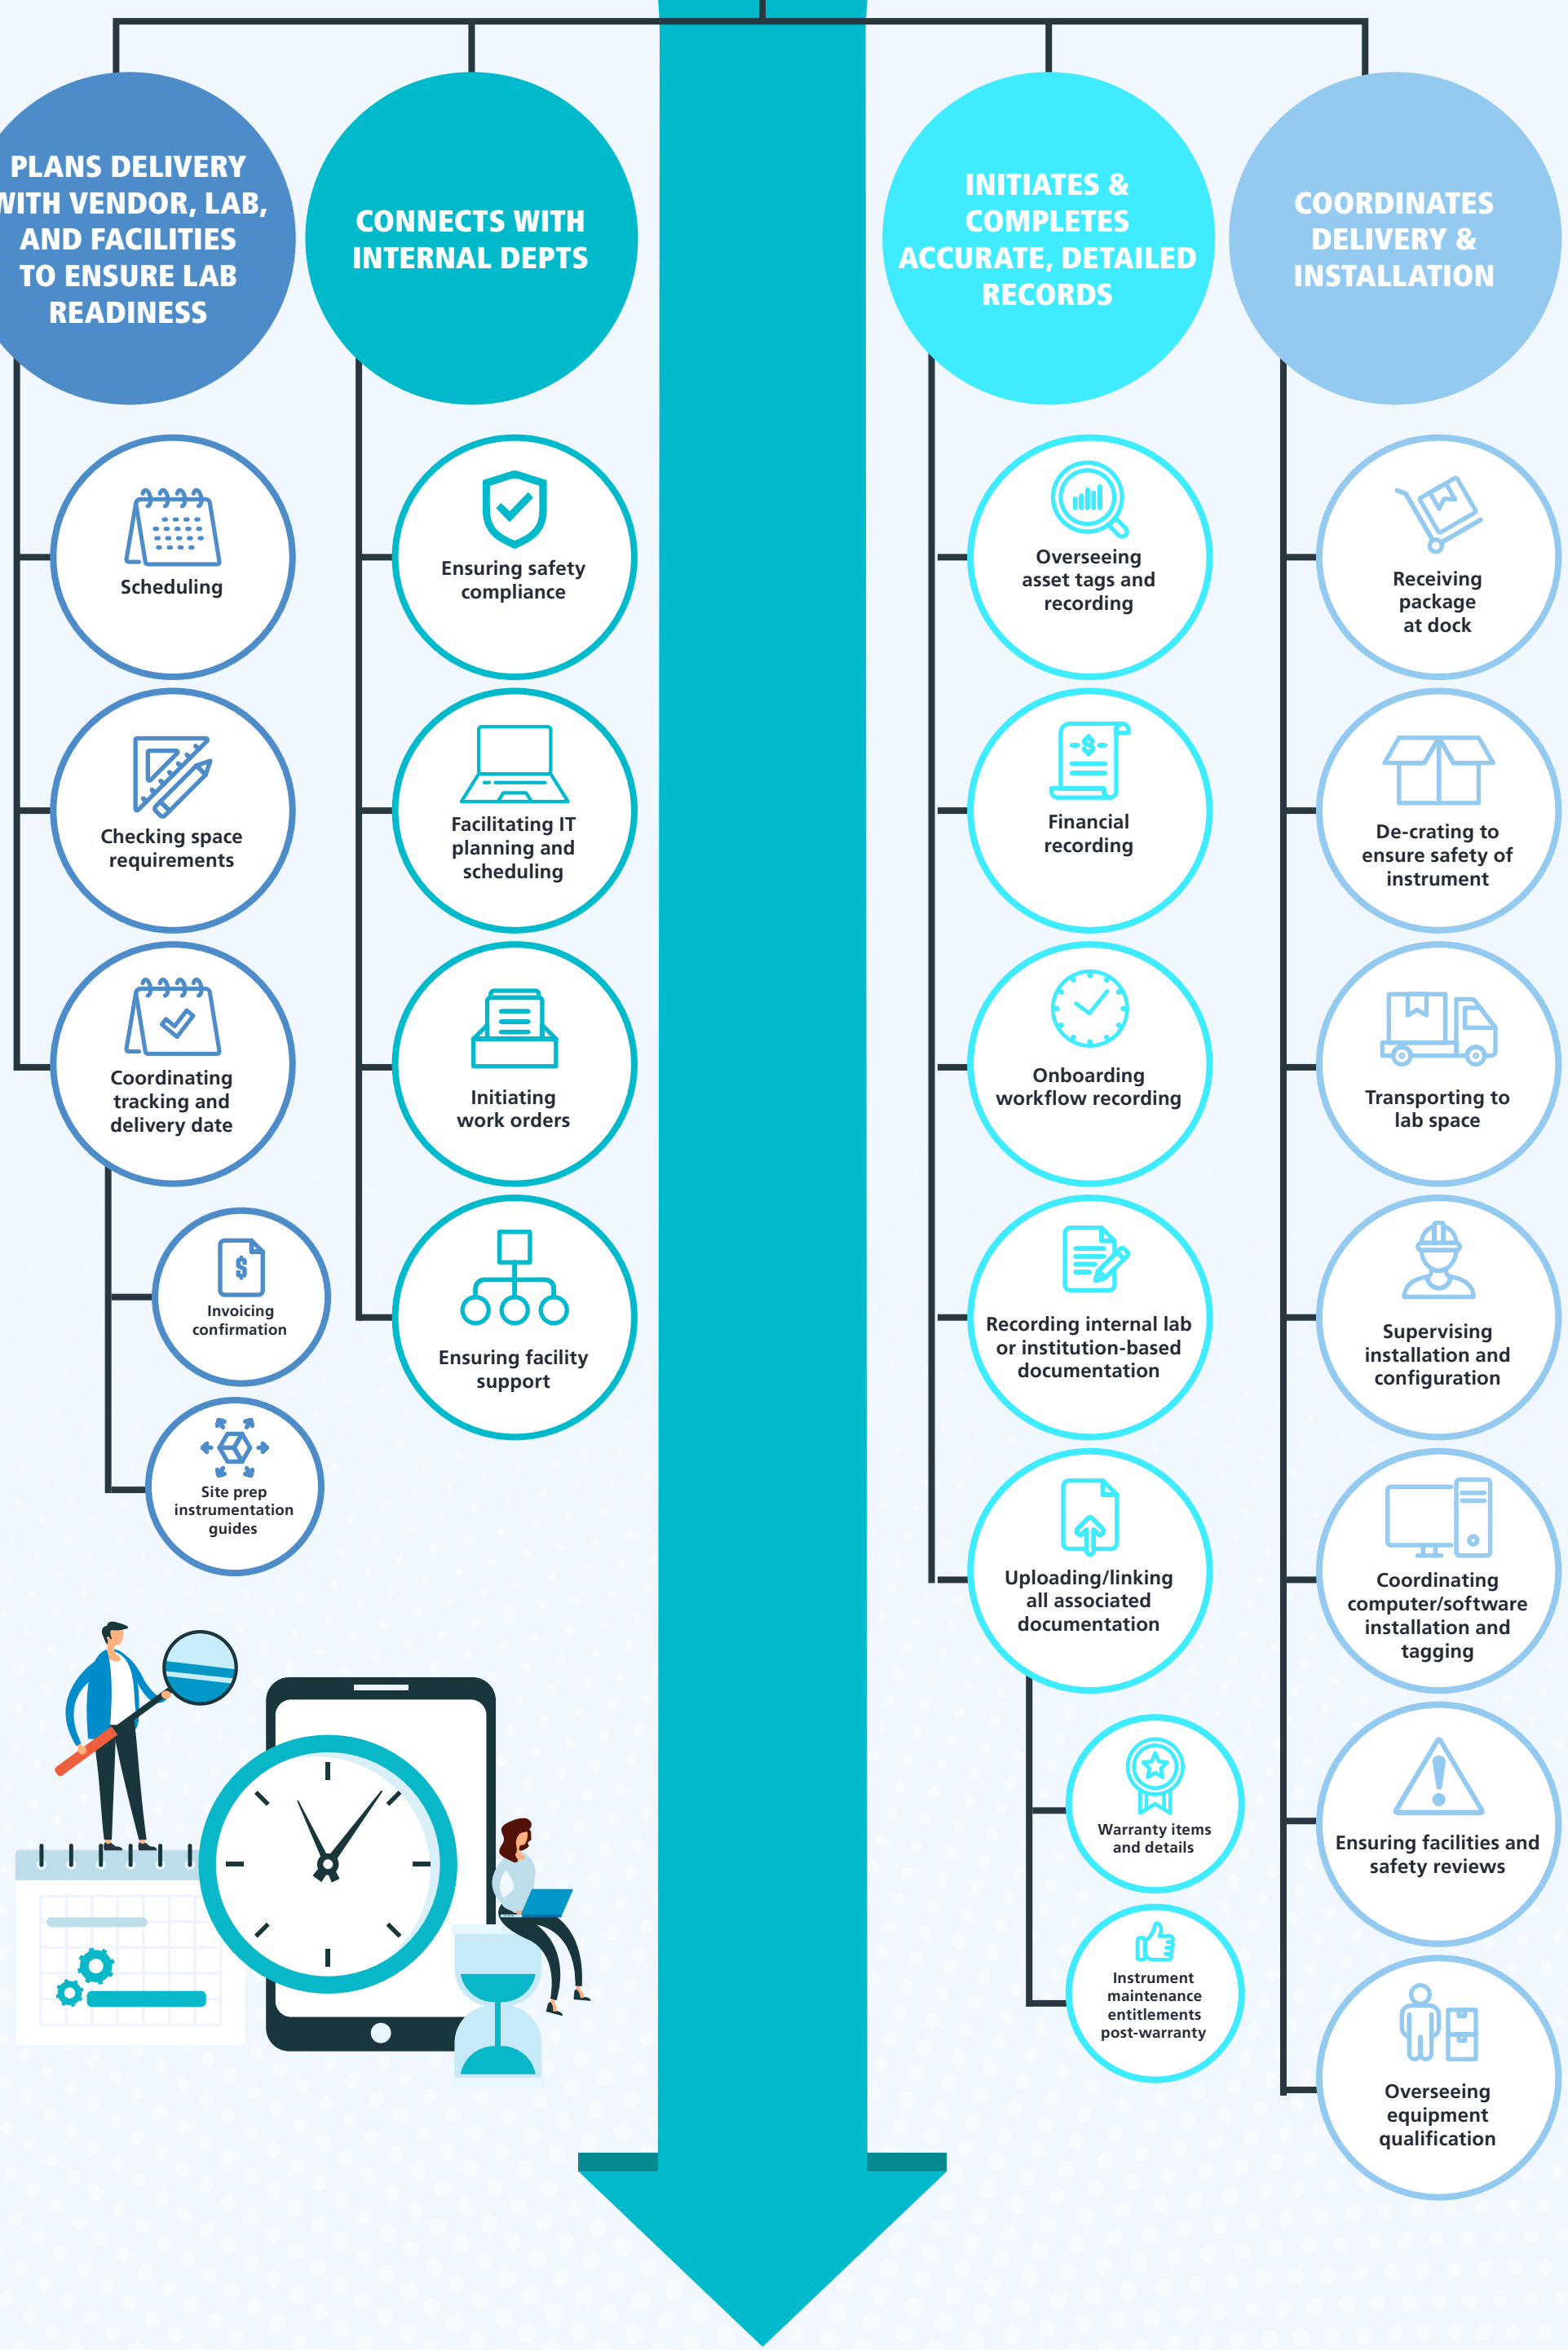 PLANS DELIVERY
WITH VENDOR, LAB,
AND FACILITIES
TO ENSURE LAB
READINESS
Scheduling
Checking space
requirements
Coordinating
tracking and
delivery date
$
Invoicing
confirmation
Site prep
instrumentation
guides
CONNECTS WITH
INTERNAL DEPTS
Ensuring safety
compliance
Facilitating IT
planning and
scheduling
Initiating
work orders
Ensuring facility
support
INITIATES &
COMPLETES
ACCURATE, DETAILED
RECORDS
Overseeing
asset tags and
recording
$
Financial
recording
Onboarding
workflow recording
Recording internal lab
or institution-based
documentation
Uploading/linking
all associated
documentation
Warranty items
and details
Instrument
maintenance
entitlements
post-warranty
COORDINATES
DELIVERY &
INSTALLATION
Receiving
package
at dock
De-crating to
ensure safety of
instrument
Transporting to
lab space
Supervising
installation and
configuration
Coordinating
computer/software
installation and
tagging
Ensuring facilities and
safety reviews
Overseeing
equipment
qualification